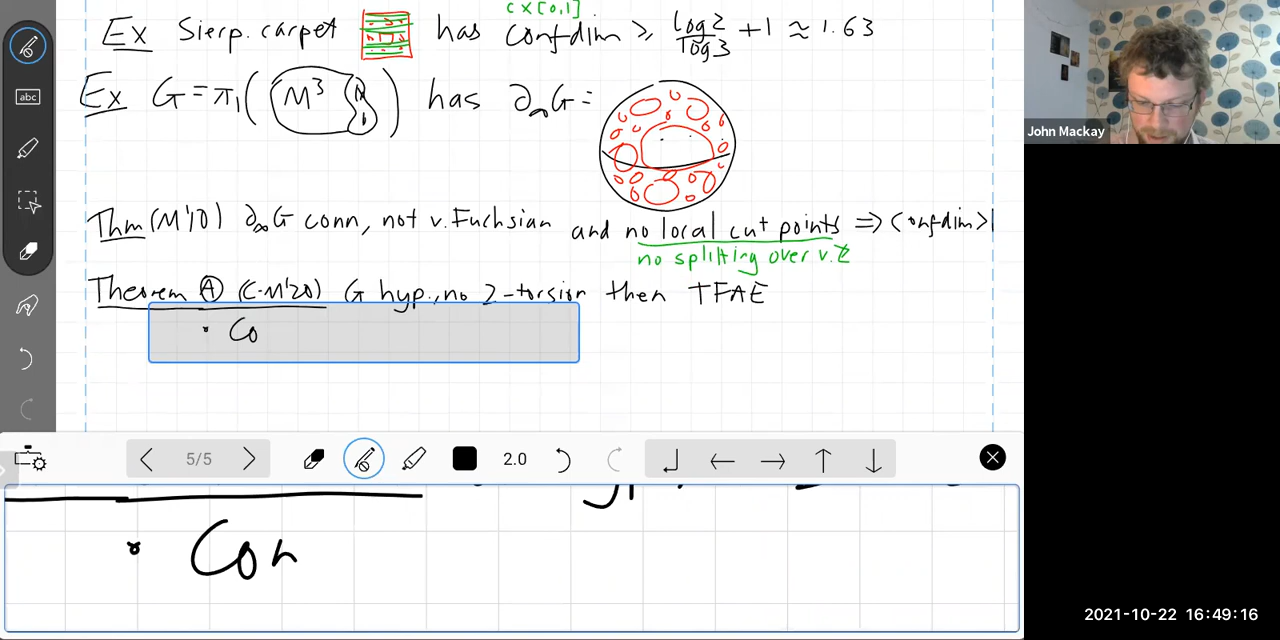 C x [0,1]
Ex Sierp. carpet has confdim ≥ log2/log3 + 1 ≈ 1.63
Ex G = π₁( M³ ) has ∂∞G =
John Mackay
Thm (M'10) ∂∞G conn, not v. Fuchsian and no local cut points ⇒ Confdim > 1
no splitting over v. ℤ
Theorem Ⓐ (C-M'20) G hyp., no 2-torsion then TFAE
• Co
abc
5/5
2.0
• Con
2021-10-22 16:49:16